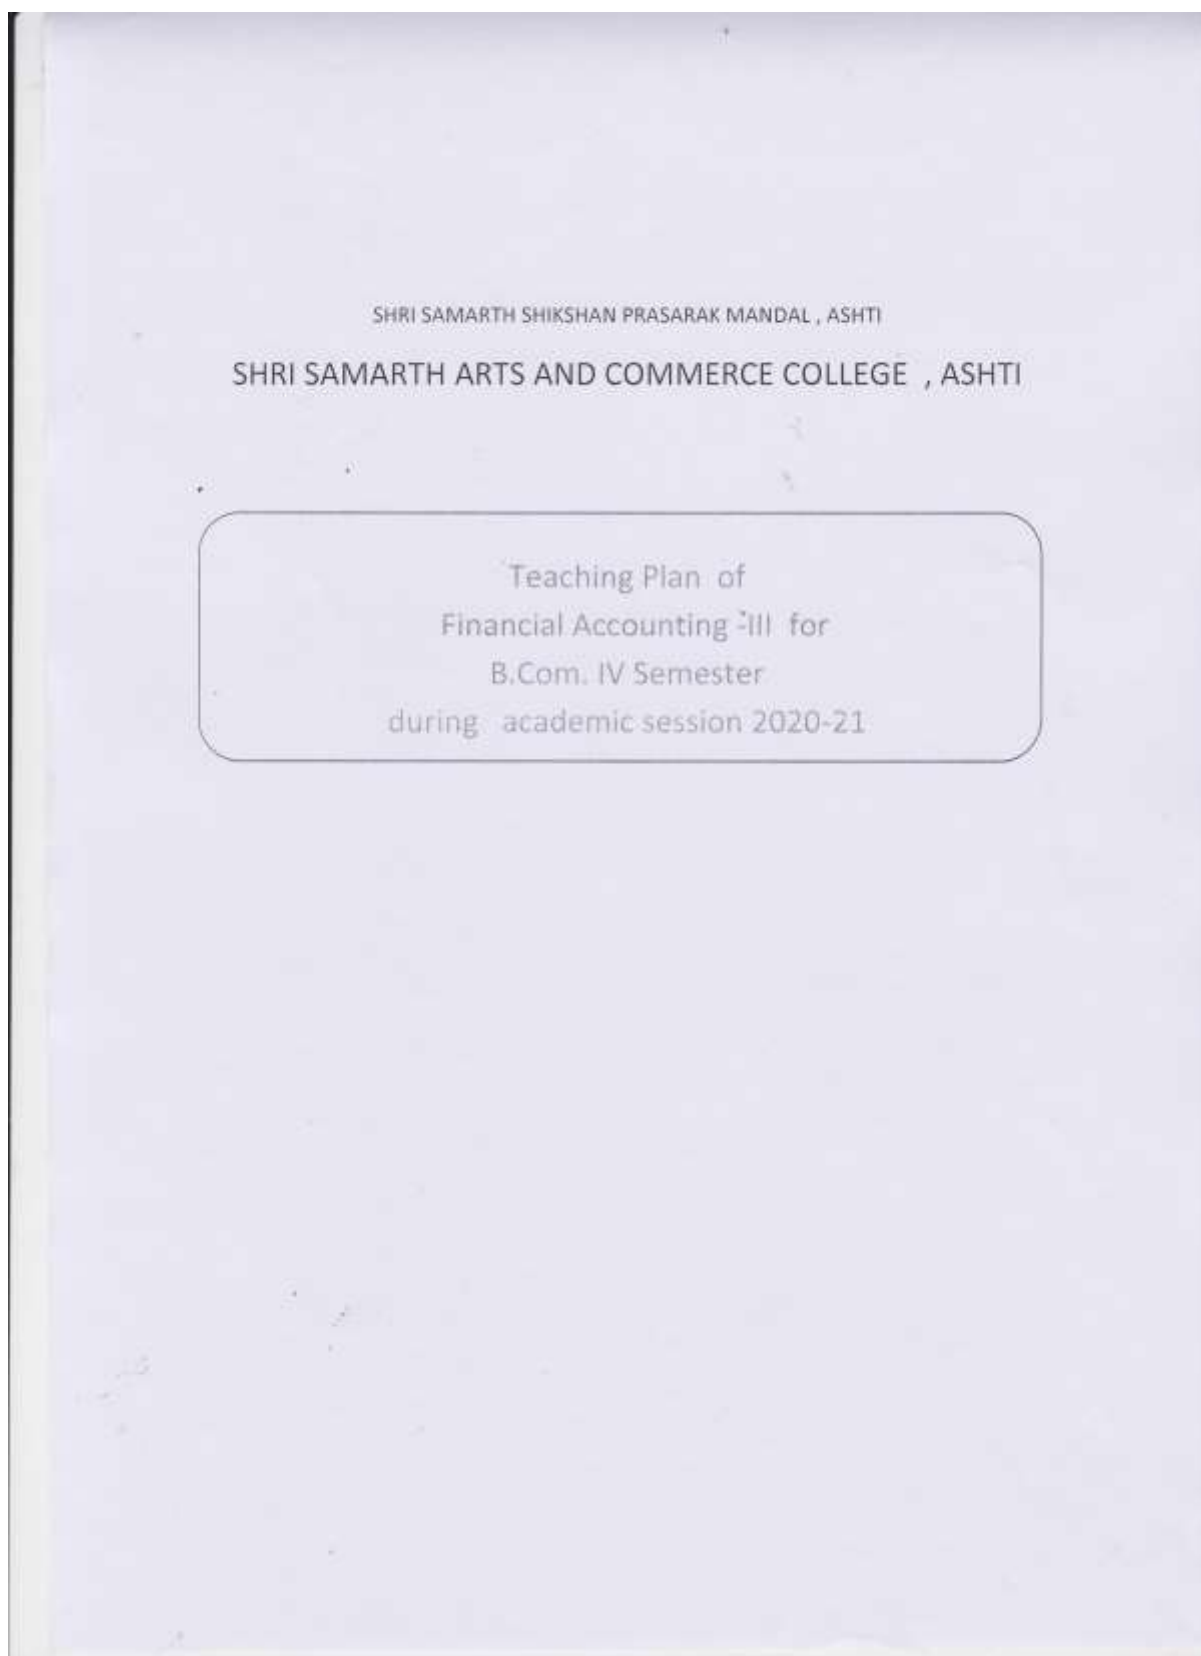 SHRI SAMARTH SHIKSHAN PRASARAK MANDAL , ASHTI
SHRI SAMARTH ARTS AND COMMERCE COLLEGE , ASHTI
Teaching Plan of
Financial Accounting -III for
B.Com. IV Semester
during academic session 2020-21